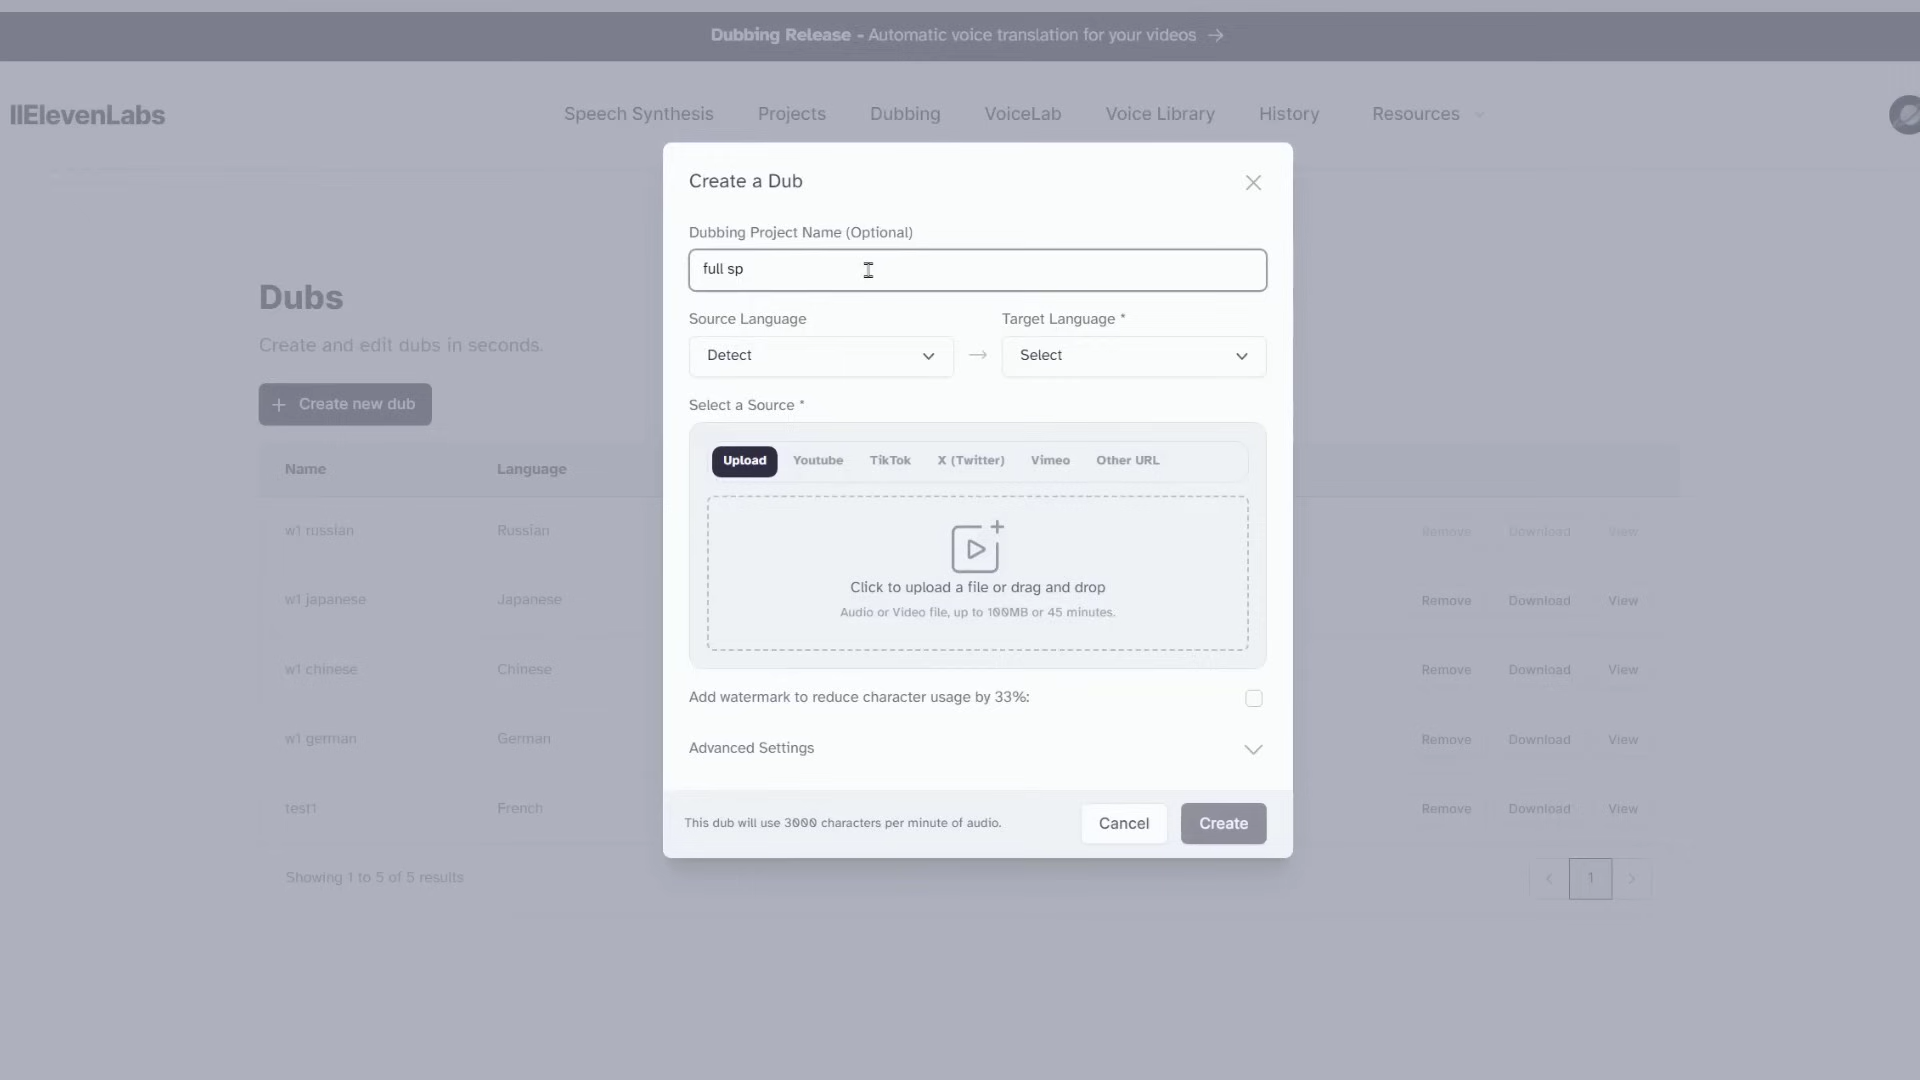 Dubbing Release - Automatic voice translation for your videos →
IIElevenLabs
Speech Synthesis Projects Dubbing VoiceLab Voice Library History Resources
Create a Dub
Dubbing Project Name (Optional)
full sp
Source Language Target Language *
Detect → Select
Select a Source *
Upload Youtube TikTok X (Twitter) Vimeo Other URL
Click to upload a file or drag and drop
Audio or Video file, up to 100MB or 45 minutes.
Add watermark to reduce character usage by 33%:
Advanced Settings
This dub will use 3000 characters per minute of audio. Cancel Create
Dubs
Create and edit dubs in seconds.
+ Create new dub
Name Language
w1 russian Russian Remove Download View
w1 japanese Japanese Remove Download View
w1 chinese Chinese Remove Download View
w1 german German Remove Download View
test1 French Remove Download View
Showing 1 to 5 of 5 results < 1 >